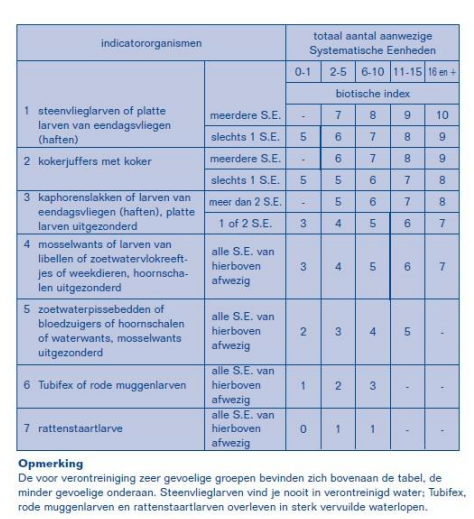 indicatororganismen
totaal aantal aanwezige
Systematische Eenheden
0-1 2-5 6-10 11-15 16 en +
biotische index
1 steenvlieglarven of platte
larven van eendagsvliegen
(haften)
meerdere S.E. - 7 8 9 10
slechts 1 S.E. 5 6 7 8 9
2 kokerjuffers met koker
meerdere S.E. - 6 7 8 9
slechts 1 S.E. 5 5 6 7 8
3 kaphorenslakken of larven van
eendagsvliegen (haften), platte
larven uitgezonderd
meer dan 2 S.E. - 5 6 7 8
1 of 2 S.E. 3 4 5 6 7
4 mosselwants of larven van
libellen of zoetwatervlokreeft-
jes of weekdieren, hoornscha-
len uitgezonderd
alle S.E. van
hierboven
afwezig
3 4 5 6 7
5 zoetwaterpissebedden of
bloedzuigers of hoornschalen
of waterwants, mosselwants
uitgezonderd
alle S.E. van
hierboven
afwezig
2 3 4 5 -
6 Tubifex of rode muggenlarven
alle S.E. van
hierboven
afwezig
1 2 3 - -
7 rattenstaartlarve
alle S.E. van
hierboven
afwezig
0 1 1 - -
Opmerking
De voor verontreiniging zeer gevoelige groepen bevinden zich bovenaan de tabel, de
minder gevoelige onderaan. Steenvlieglarven vind je nooit in verontreinigd water; Tubifex,
rode muggenlarven en rattenstaartlarven overleven in sterk vervuilde waterlopen.